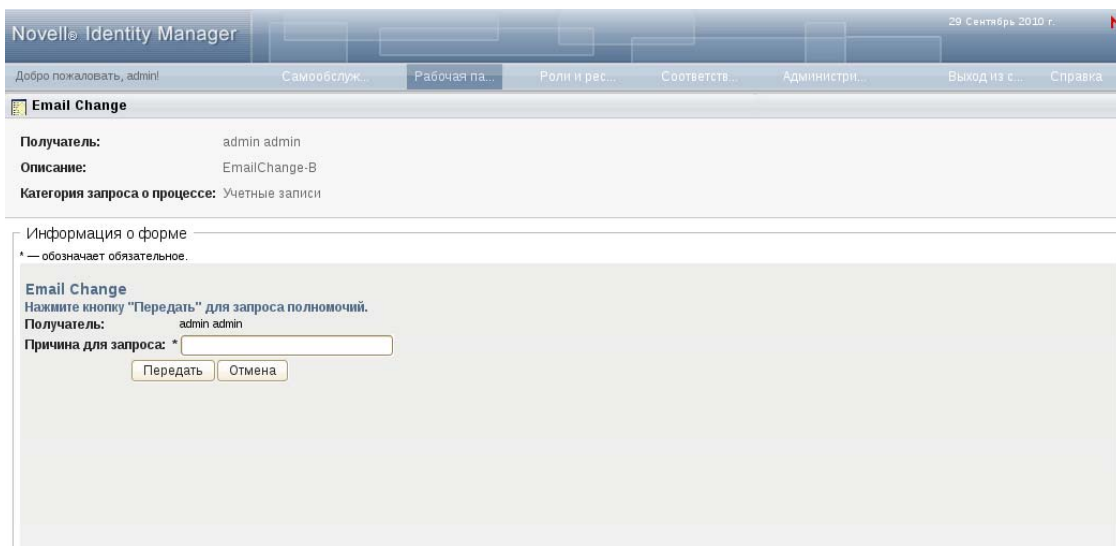 Novell® Identity Manager
29 Сентябрь 2010 г.
N
Добро пожаловать, admin! Самообслуж... Рабочая па... Роли и рес... Соответств... Администри... Выход из с... Справка
Email Change
Получатель: admin admin
Описание: EmailChange-B
Категория запроса о процессе: Учетные записи
Информация о форме
* — обозначает обязательное.
Email Change
Нажмите кнопку "Передать" для запроса полномочий.
Получатель: admin admin
Причина для запроса: *
Передать Отмена